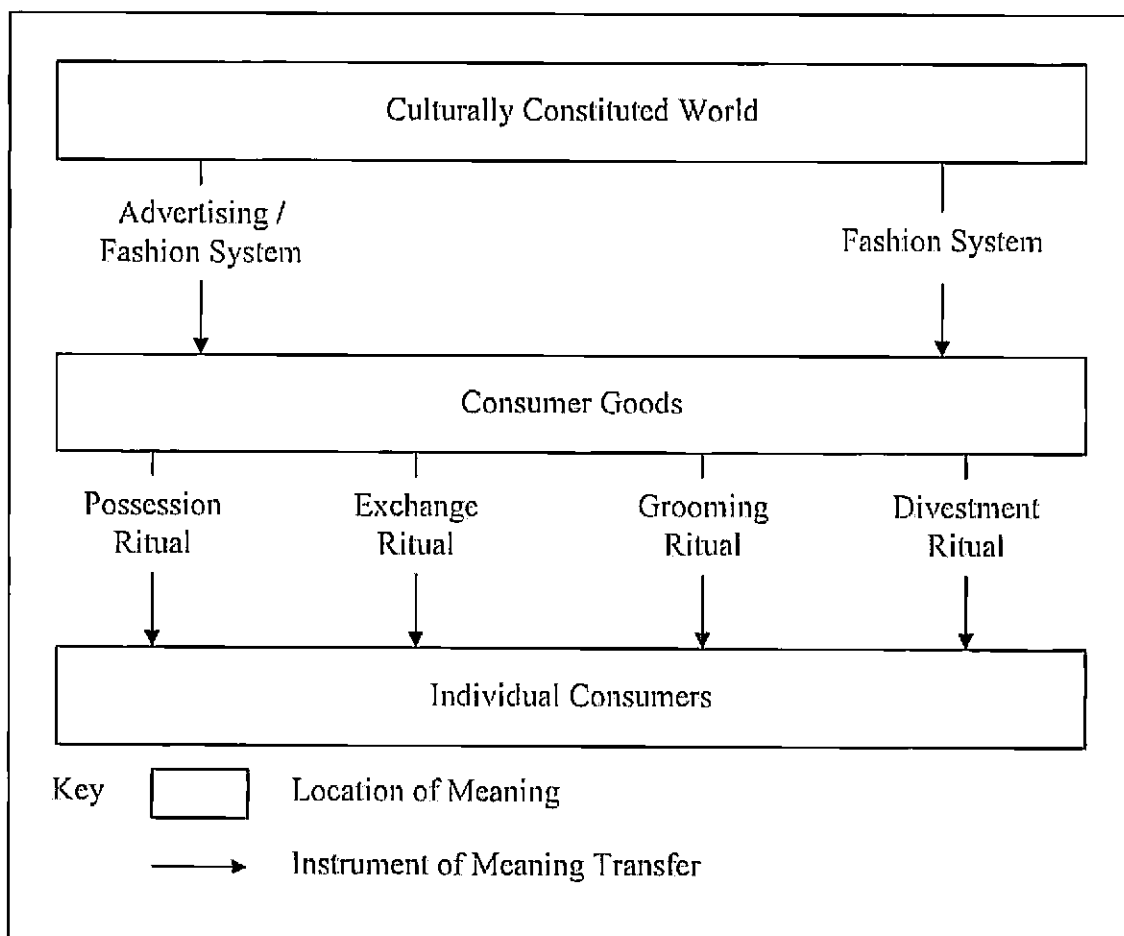 Culturally Constituted World
Advertising /
Fashion System
Fashion System
Consumer Goods
Possession
Ritual
Exchange
Ritual
Grooming
Ritual
Divestment
Ritual
Individual Consumers
Key
Location of Meaning
Instrument of Meaning Transfer